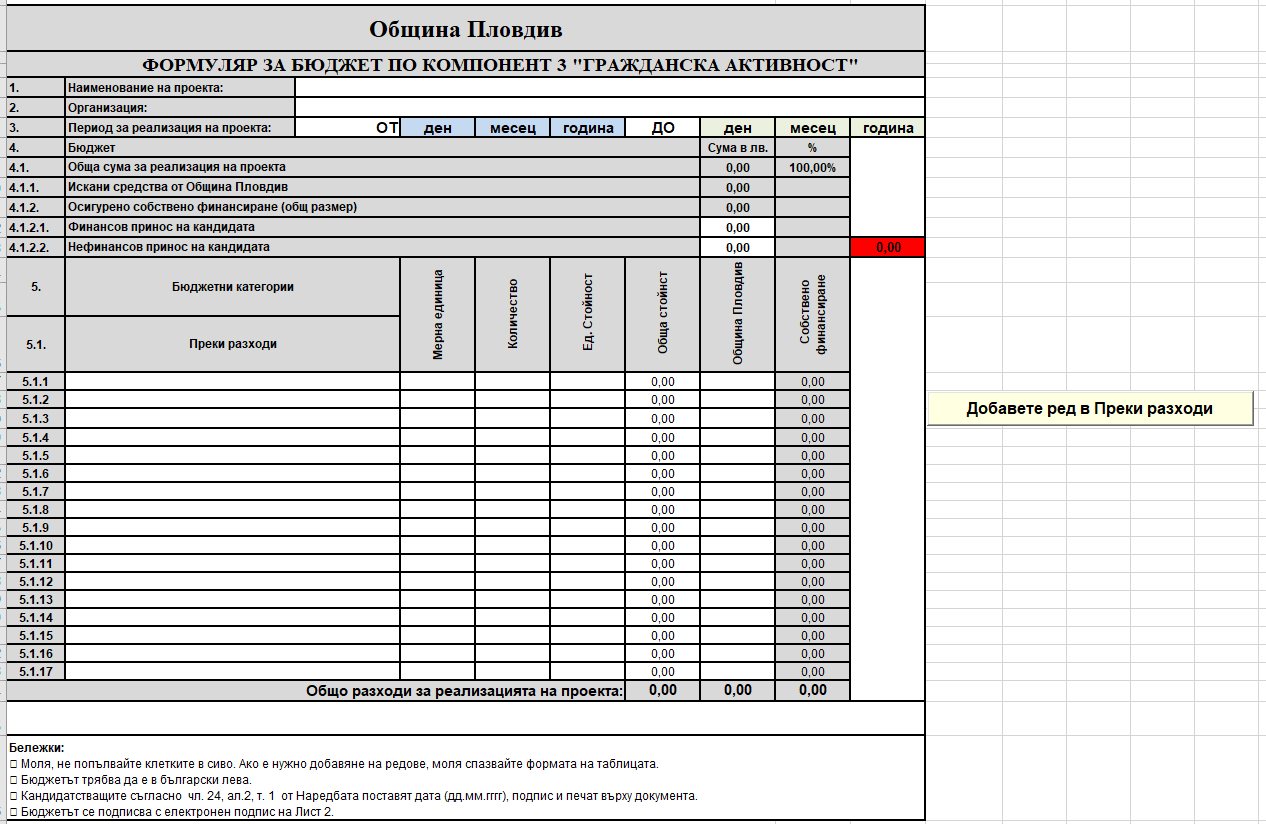 Община Пловдив
ФОРМУЛЯР ЗА БЮДЖЕТ ПО КОМПОНЕНТ 3 "ГРАЖДАНСКА АКТИВНОСТ"
1. Наименование на проекта:
2. Организация:
3. Период за реализация на проекта: ОТ ден месец година ДО ден месец година
4. Бюджет Сума в лв. %
4.1. Обща сума за реализация на проекта 0,00 100,00%
4.1.1. Искани средства от Община Пловдив 0,00
4.1.2. Осигурено собствено финансиране (общ размер) 0,00
4.1.2.1. Финансов принос на кандидата 0,00
4.1.2.2. Нефинансов принос на кандидата 0,00 0,00
5. Бюджетни категории
Мерна единица
Количество
Ед. Стойност
Обща стойнст
Община Пловдив
Собствено
финансиране
5.1. Преки разходи
5.1.1 0,00 0,00
5.1.2 0,00 0,00
Добавете ред в Преки разходи
5.1.3 0,00 0,00
5.1.4 0,00 0,00
5.1.5 0,00 0,00
5.1.6 0,00 0,00
5.1.7 0,00 0,00
5.1.8 0,00 0,00
5.1.9 0,00 0,00
5.1.10 0,00 0,00
5.1.11 0,00 0,00
5.1.12 0,00 0,00
5.1.13 0,00 0,00
5.1.14 0,00 0,00
5.1.15 0,00 0,00
5.1.16 0,00 0,00
5.1.17 0,00 0,00
Общо разходи за реализацията на проекта: 0,00 0,00 0,00
Бележки:
Моля, не попълвайте клетките в сиво. Ако е нужно добавяне на редове, моля спазвайте формата на таблицата.
Бюджетът трябва да е в български лева.
Кандидатстващите съгласно чл. 24, ал.2, т. 1 от Наредбата поставят дата (дд.мм.гггг), подпис и печат върху документа.
Бюджетът се подписва с електронен подпис на Лист 2.